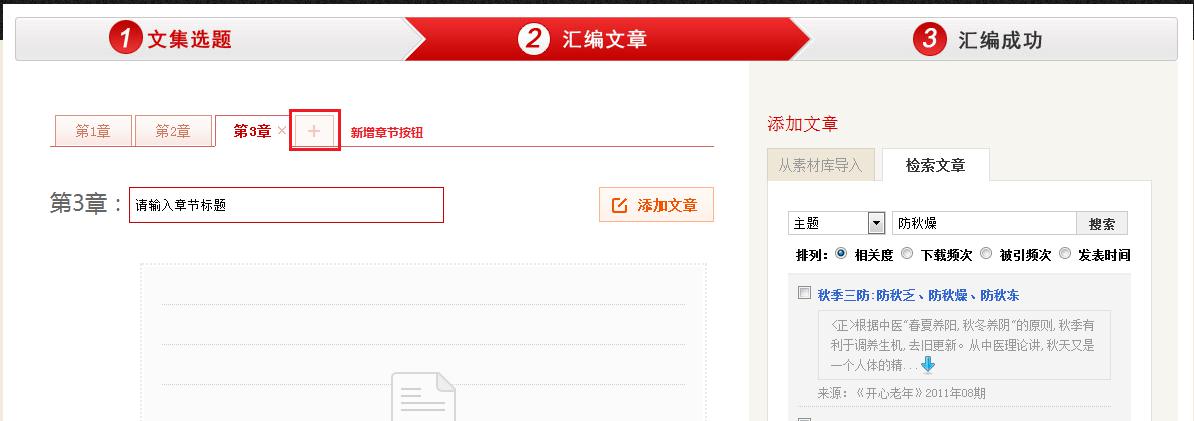 1 文集选题
2 汇编文章
3 汇编成功
第1章 第2章 第3章 × + 新增章节按钮
第3章： 请输入章节标题 添加文章
添加文章
从素材库导入 检索文章
主题 防秋燥 搜索
排列： 相关度 下载频次 被引频次 发表时间
秋季三防:防秋乏、防秋燥、防秋冻
<正>根据中医“春夏养阳,秋冬养阴”的原则,秋季有
利于调养生机,去旧更新。从中医理论讲,秋天又是
一个人体的精...
来源:《开心老年》2011年08期